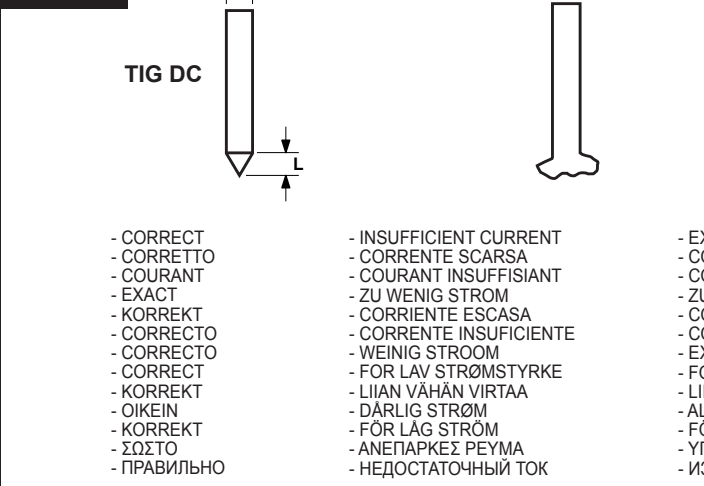 TIG DC
L
- CORRECT
- CORRETTO
- COURANT
- EXACT
- KORREKT
- CORRECTO
- CORRECTO
- CORRECT
- KORREKT
- OIKEIN
- KORREKT
- ΣΩΣΤΟ
- ПРАВИЛЬНО
- INSUFFICIENT CURRENT
- CORRENTE SCARSA
- COURANT INSUFFISIANT
- ZU WENIG STROM
- CORRIENTE ESCASA
- CORRENTE INSUFICIENTE
- WEINIG STROOM
- FOR LAV STRØMSTYRKE
- LIIAN VÄHÄN VIRTAA
- DÅRLIG STRØM
- FÖR LÅG STRÖM
- ΑΝΕΠΑΡΚΕΣ ΡΕΥΜΑ
- НЕДОСТАТОЧНЫЙ ТОК